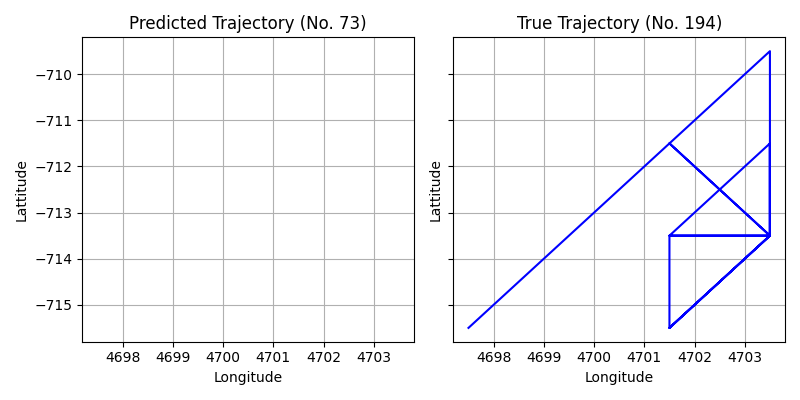 Predicted Trajectory (No. 73)
True Trajectory (No. 194)
−710
−711
−712
−713
−714
−715
Lattitude
Lattitude
4698 4699 4700 4701 4702 4703
4698 4699 4700 4701 4702 4703
Longitude
Longitude